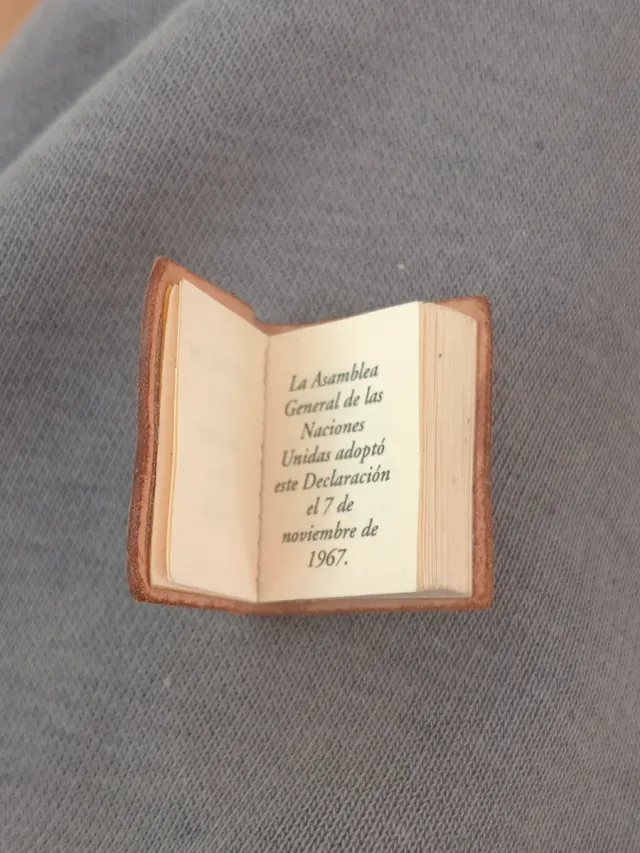 La Asamblea
General de las
Naciones
Unidas adoptó
este Declaración
el 7 de
noviembre de
1967.